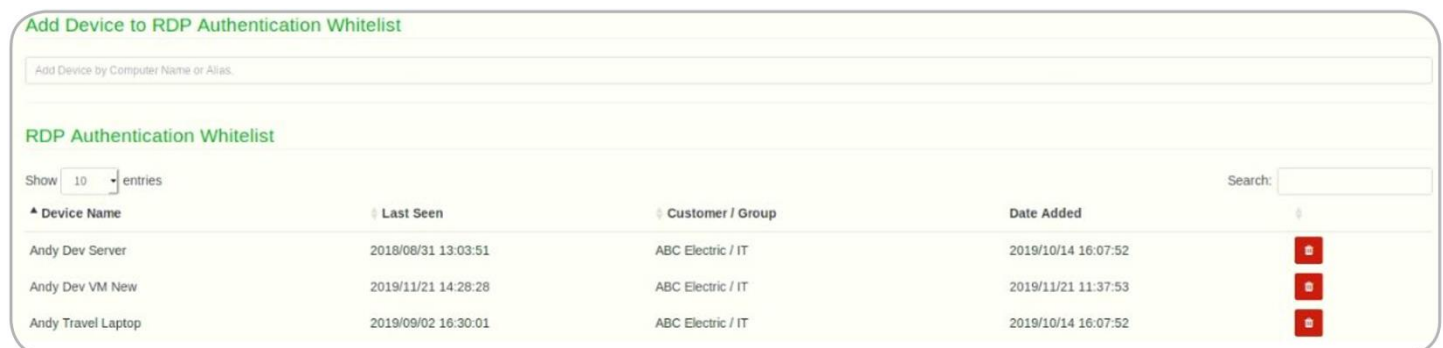 Add Device to RDP Authentication Whitelist
Add Device by Computer Name or Alias.
RDP Authentication Whitelist
Show 10 entries Search:
Device Name Last Seen Customer / Group Date Added
Andy Dev Server 2018/08/31 13:03:51 ABC Electric / IT 2019/10/14 16:07:52
Andy Dev VM New 2019/11/21 14:28:28 ABC Electric / IT 2019/11/21 11:37:53
Andy Travel Laptop 2019/09/02 16:30:01 ABC Electric / IT 2019/10/14 16:07:52